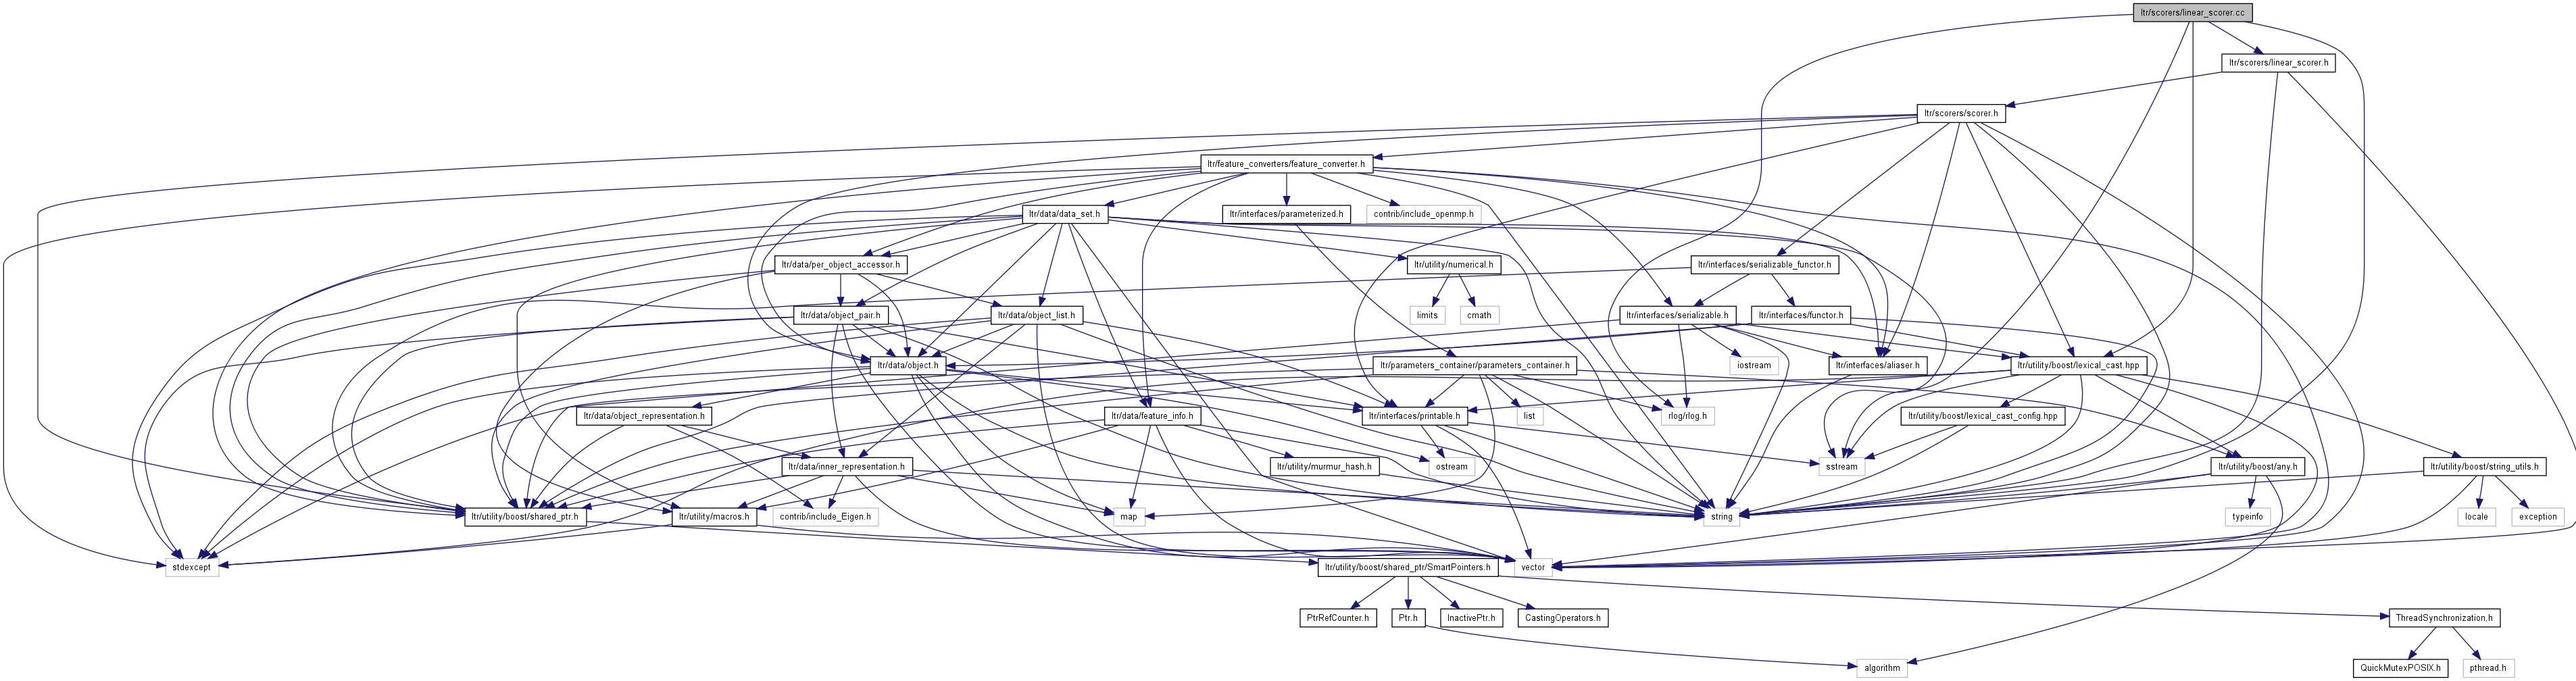 ltr/scorers/linear_scorer.cc
ltr/scorers/linear_scorer.h
ltr/scorers/scorer.h
ltr/feature_converters/feature_converter.h
ltr/data/data_set.h
ltr/interfaces/parameterized.h
contrib/include_openmp.h
ltr/data/per_object_accessor.h
ltr/utility/numerical.h
ltr/interfaces/serializable_functor.h
ltr/data/object_pair.h
ltr/data/object_list.h
limits
cmath
ltr/interfaces/serializable.h
ltr/interfaces/functor.h
ltr/data/object.h
ltr/parameters_container/parameters_container.h
iostream
ltr/interfaces/aliaser.h
ltr/utility/boost/lexical_cast.hpp
ltr/data/object_representation.h
ltr/data/feature_info.h
ltr/interfaces/printable.h
list
rlog/rlog.h
ltr/utility/boost/lexical_cast_config.hpp
ltr/data/inner_representation.h
ltr/utility/murmur_hash.h
ostream
sstream
ltr/utility/boost/any.h
ltr/utility/boost/string_utils.h
ltr/utility/boost/shared_ptr.h
ltr/utility/macros.h
contrib/include_Eigen.h
map
string
typeinfo
locale
exception
stdexcept
ltr/utility/boost/shared_ptr/SmartPointers.h
vector
PtrRefCounter.h
Ptr.h
InactivePtr.h
CastingOperators.h
ThreadSynchronization.h
algorithm
QuickMutexPOSIX.h
pthread.h